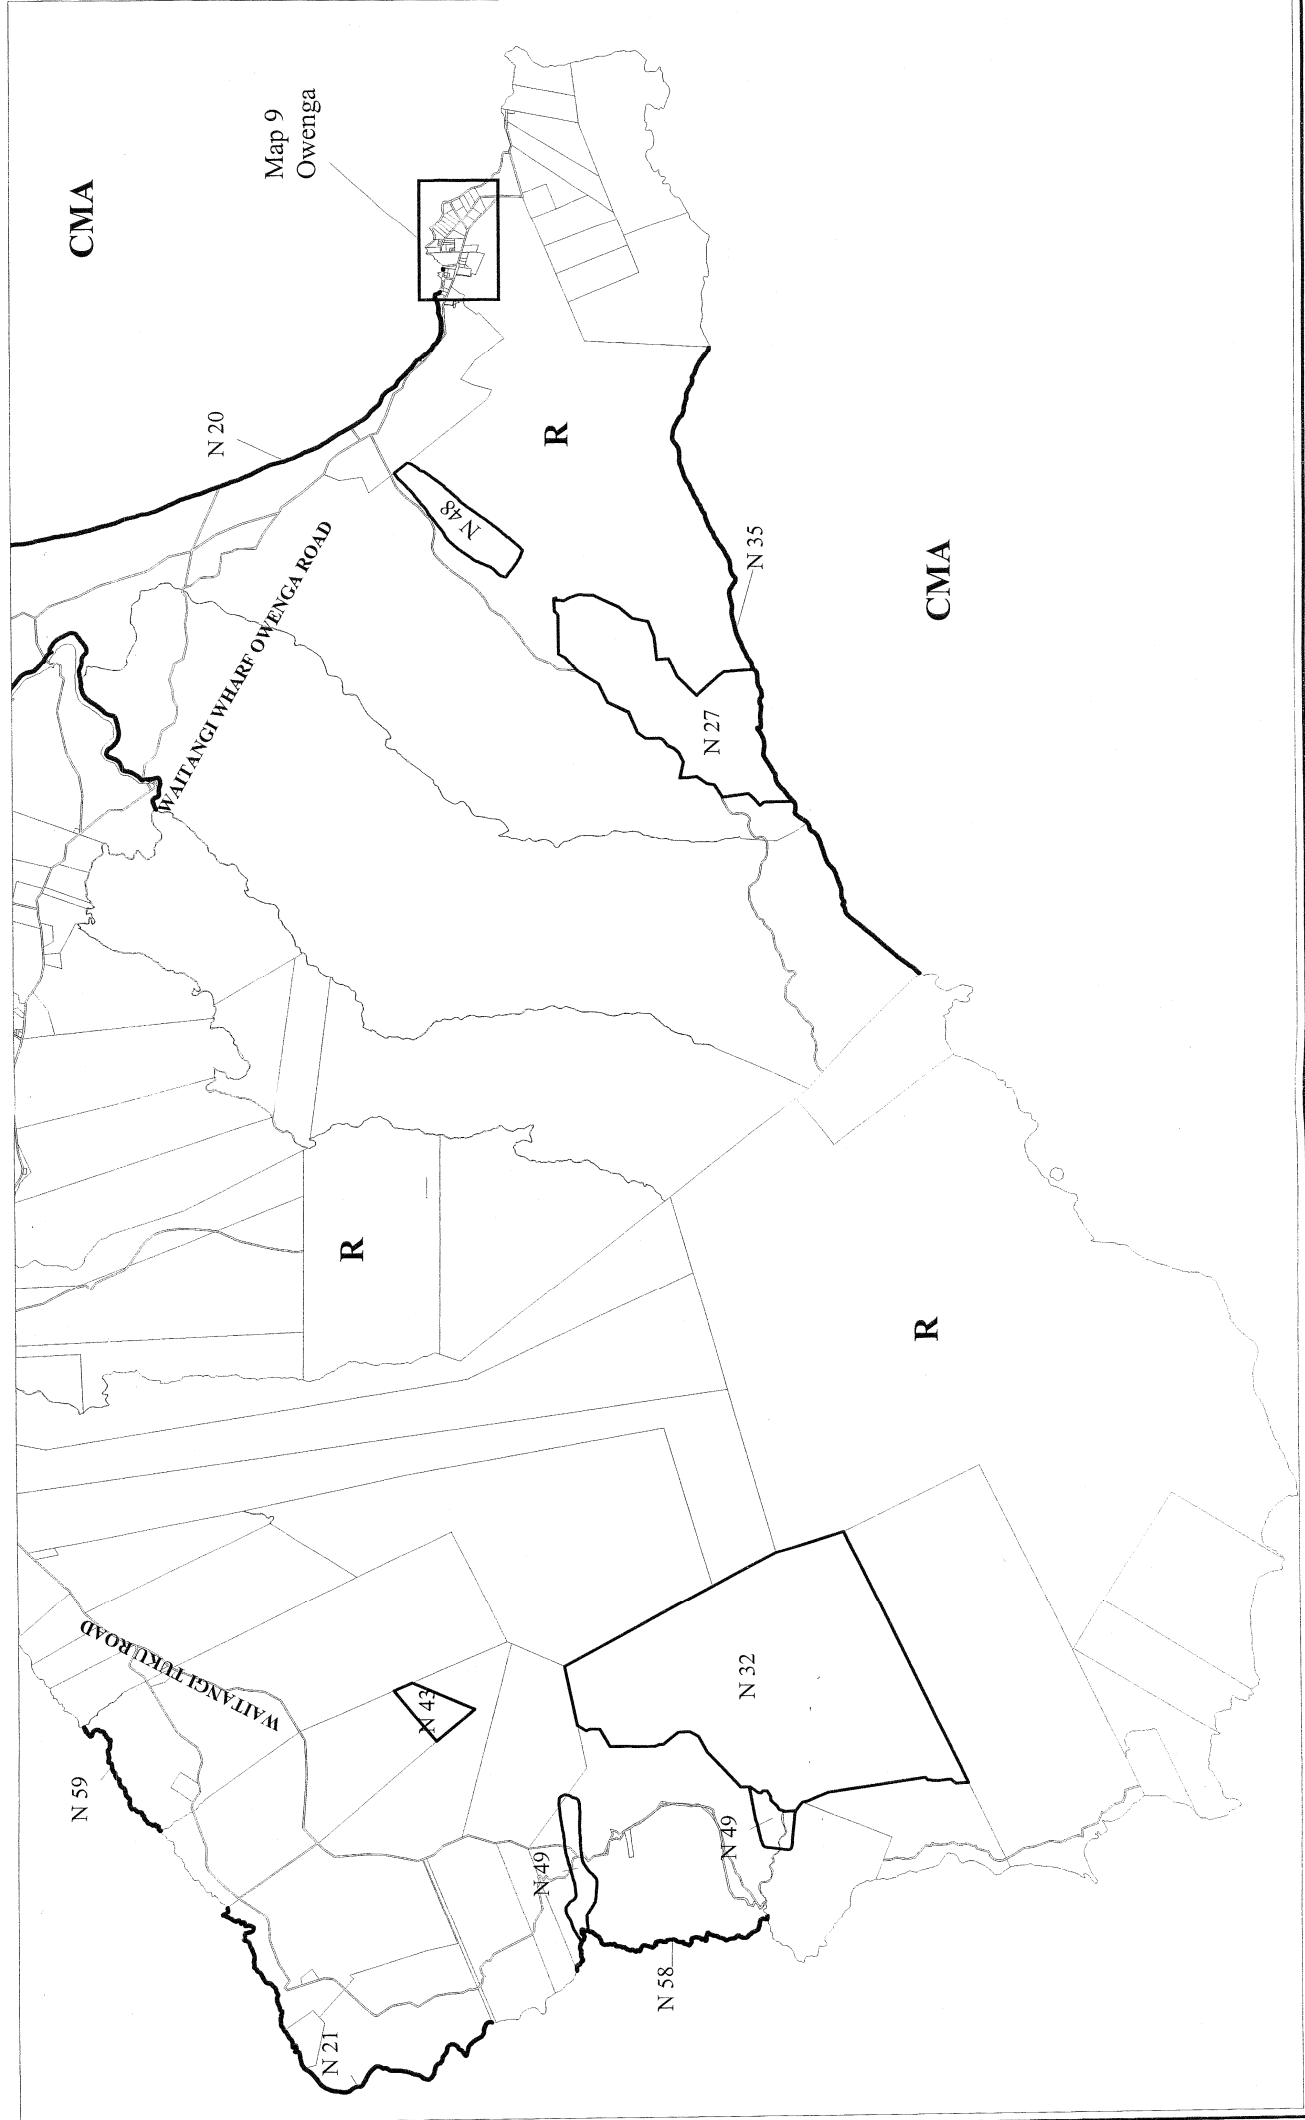 CMA
Map 9
Owenga
N 20
N 48
R
WAITANGI WHARF OWENGA ROAD
N 35
CMA
N 27
R
R
WAITANGI TUKU ROAD
N 43
N 32
N 59
N 49
N 49
N 58
N 21